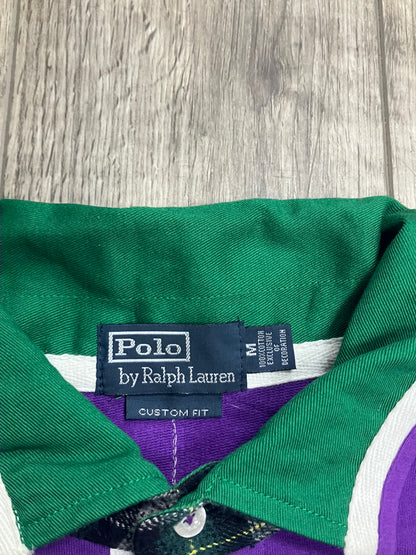 Polo
by Ralph Lauren
M
100%COTTON
EXCLUSIVE
OF
DECORATION
CUSTOM FIT